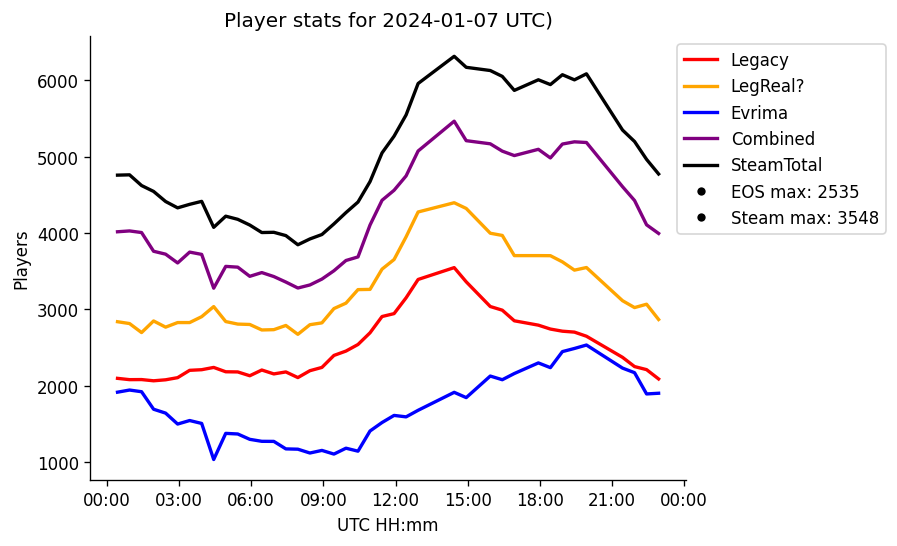 Player stats for 2024-01-07 UTC)
Legacy
LegReal?
Evrima
Combined
SteamTotal
EOS max: 2535
Steam max: 3548
Players
6000
5000
4000
3000
2000
1000
00:00 03:00 06:00 09:00 12:00 15:00 18:00 21:00 00:00
UTC HH:mm